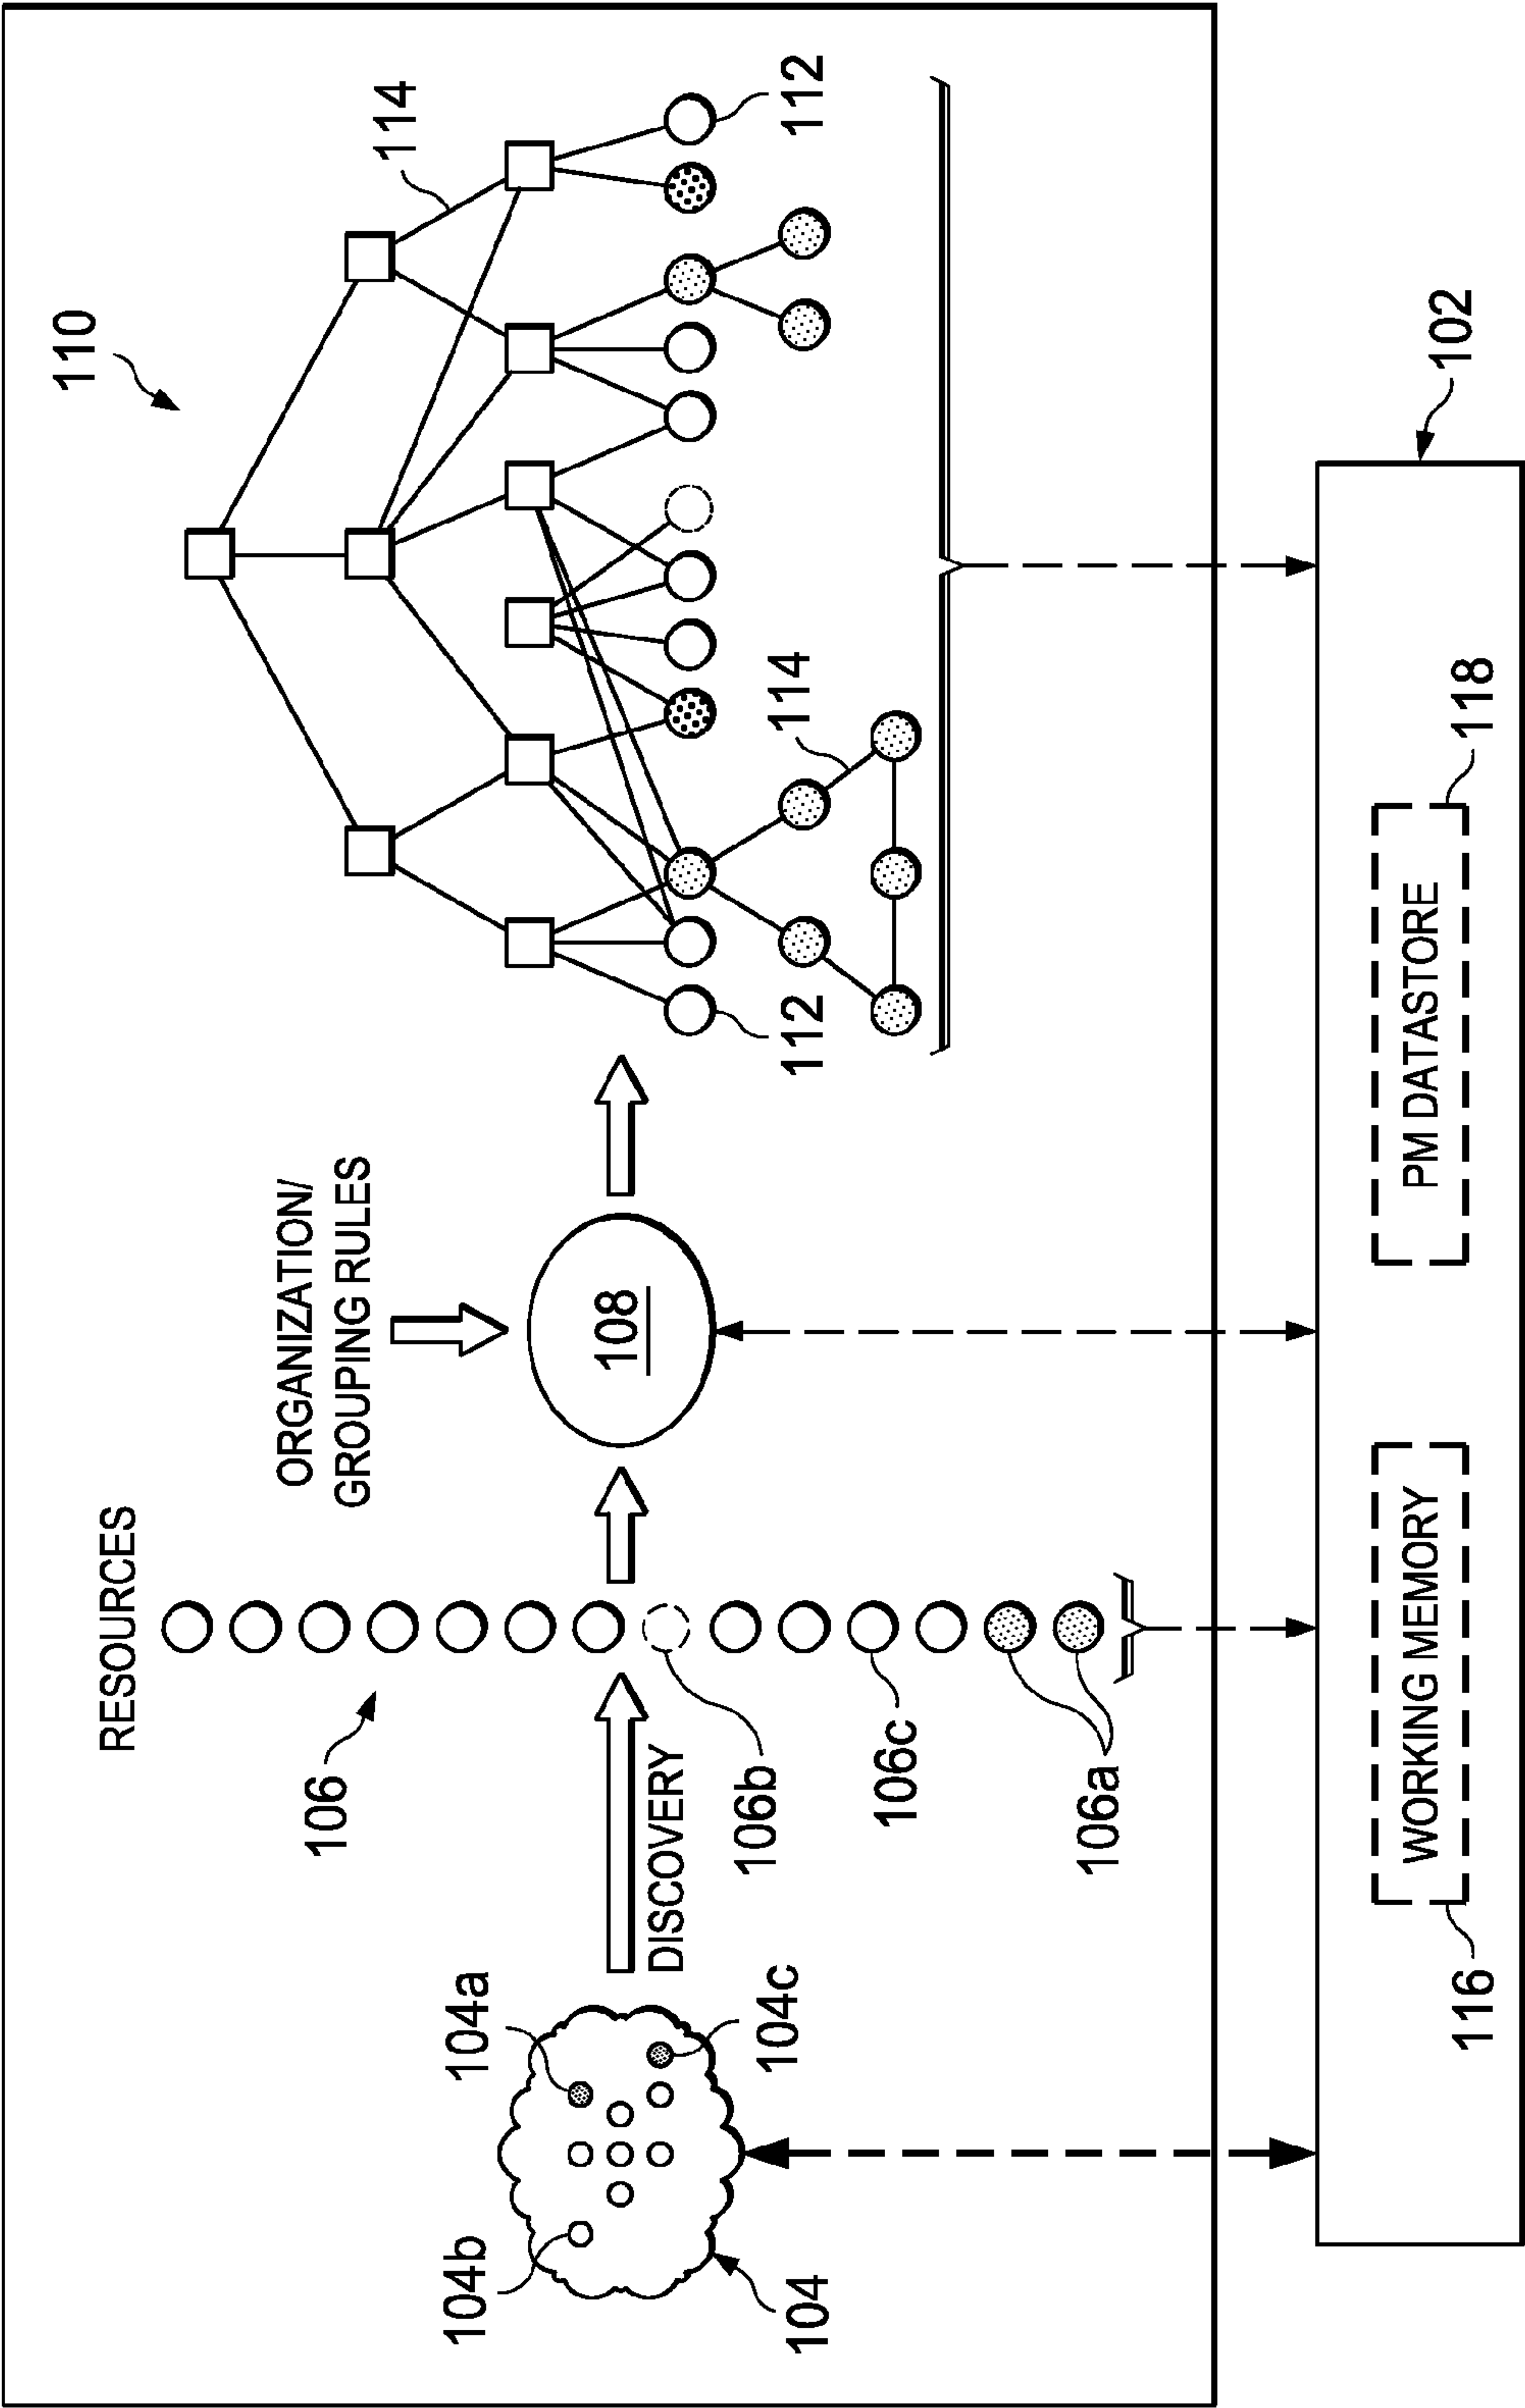 110
114
112
RESOURCES
ORGANIZATION/
GROUPING RULES
106
108
104a
104b
DISCOVERY
104c
104
106b
106c
106a
112
114
102
WORKING MEMORY
116
PM DATASTORE
118